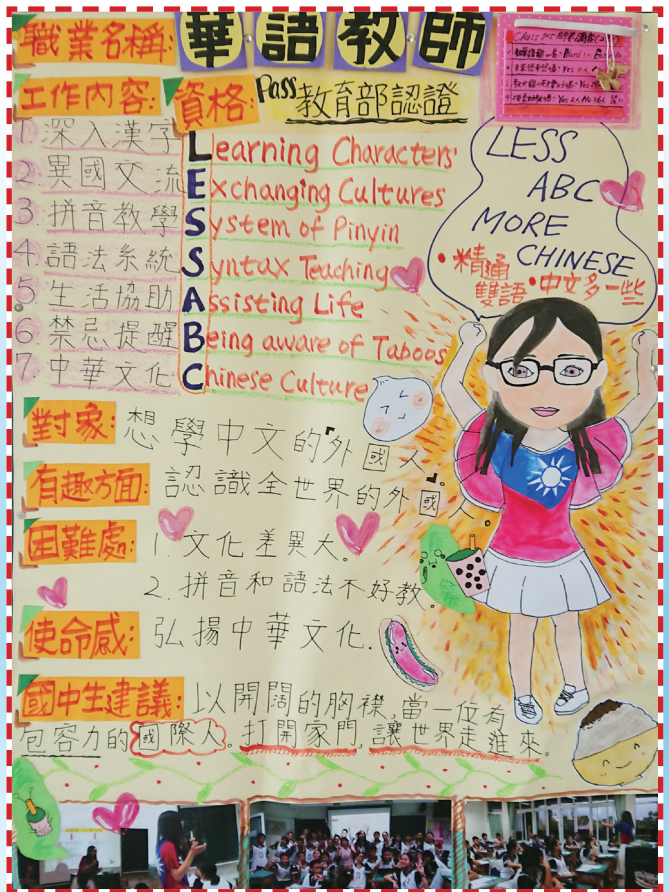 職業名稱:
華語教師
工作內容:
資格:
Pass 教育部認證
1. 深入漢字
2. 異國交流
3. 拼音教學
4. 語法系統
5. 生活協助
6. 禁忌提醒
7. 中華文化
Learning Characters
Exchanging Cultures
System of Pinyin
Syntax Teaching
Assisting Life
Being aware of Taboos
Chinese Culture
LESS
ABC
MORE
CHINESE
•精通雙語
•中文多一些
對象: 想學中文的「外國人」。
有趣方面: 認識全世界的外國人。
困難處: 1. 文化差異大。
2. 拼音和語法不好教。
使命感: 弘揚中華文化.
國中生建議: 以開闊的胸襟,當一位有
包容力的國際人。打開家門,讓世界走進來。